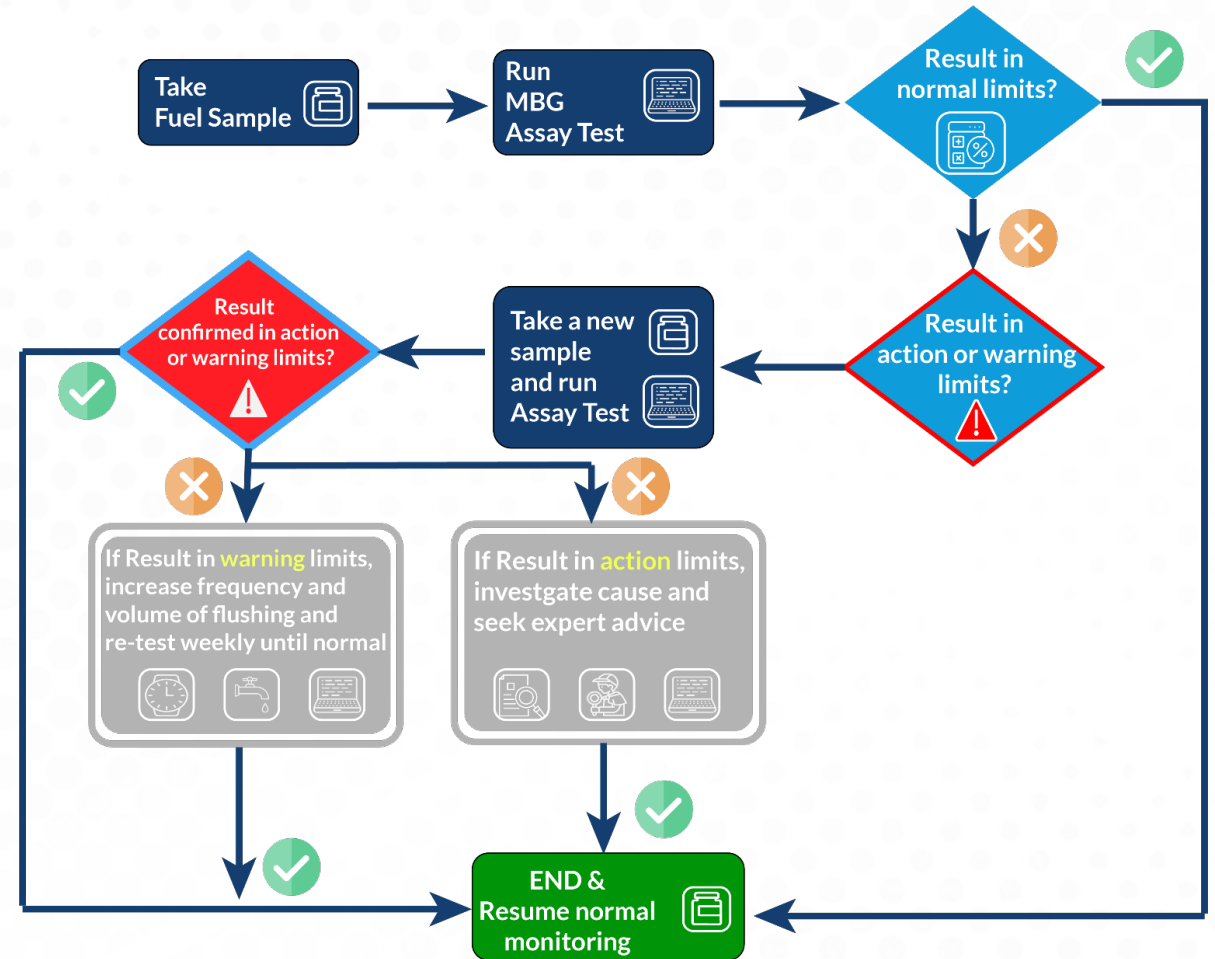 Take
Fuel Sample
Run
MBG
Assay Test
Result in
normal limits?
Result in
action or warning
limits?
Take a new
sample
and run
Assay Test
Result
confirmed in action
or warning limits?
If Result in warning limits,
increase frequency and
volume of flushing and
re-test weekly until normal
If Result in action limits,
investgate cause and
seek expert advice
END &
Resume normal
monitoring